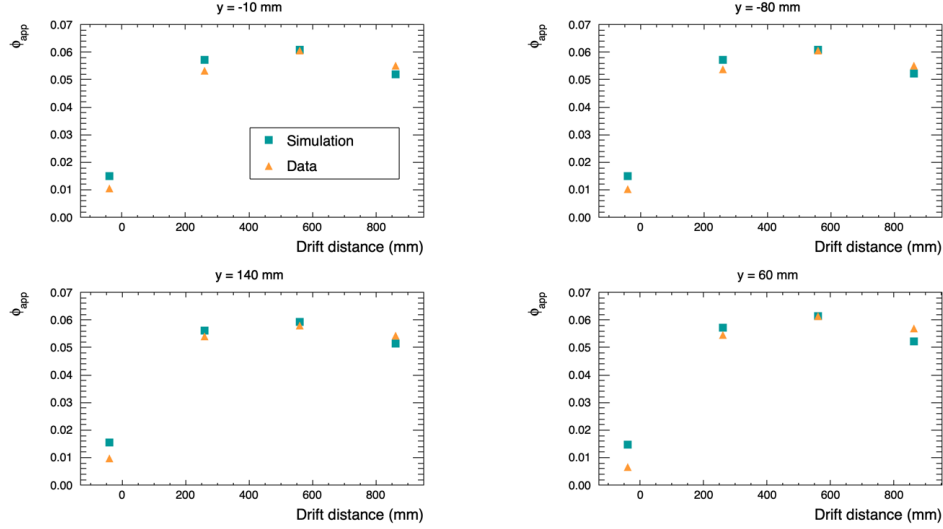 y = -10 mm
ϕapp
0.07
0.06
0.05
0.04
0.03
0.02
0.01
0.00
Simulation
Data
0 200 400 600 800
Drift distance (mm)
y = -80 mm
ϕapp
0.07
0.06
0.05
0.04
0.03
0.02
0.01
0.00
0 200 400 600 800
Drift distance (mm)
y = 140 mm
ϕapp
0.07
0.06
0.05
0.04
0.03
0.02
0.01
0.00
0 200 400 600 800
Drift distance (mm)
y = 60 mm
ϕapp
0.07
0.06
0.05
0.04
0.03
0.02
0.01
0.00
0 200 400 600 800
Drift distance (mm)